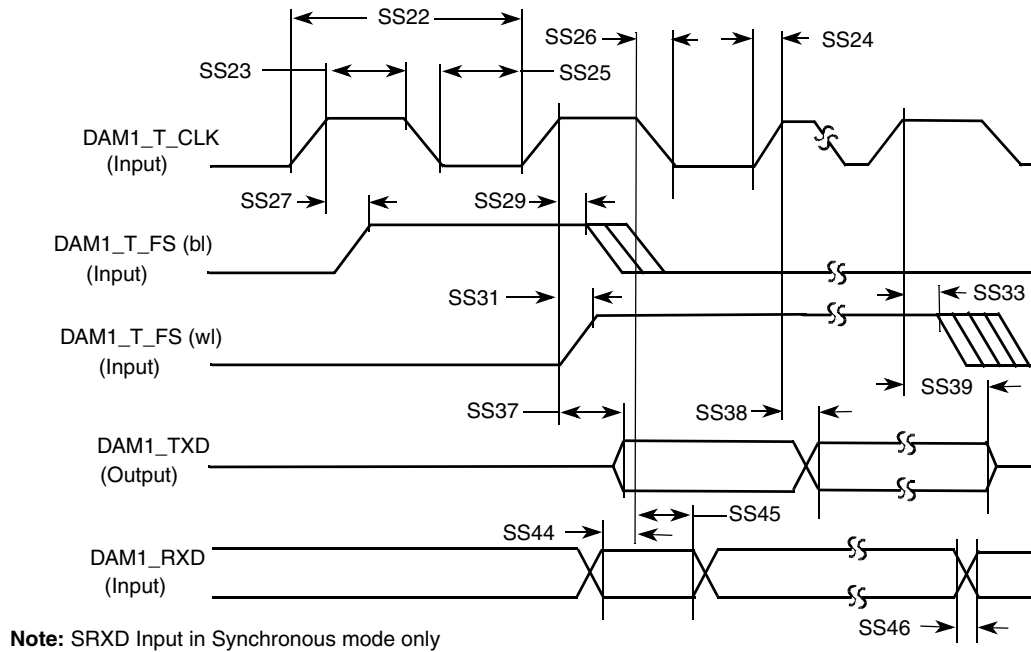 SS22
SS26
SS24
SS23
SS25
DAM1_T_CLK
(Input)
SS27
SS29
DAM1_T_FS (bl)
(Input)
SS31
SS33
DAM1_T_FS (wl)
(Input)
SS39
SS37
SS38
DAM1_TXD
(Output)
SS44
SS45
DAM1_RXD
(Input)
SS46
Note: SRXD Input in Synchronous mode only